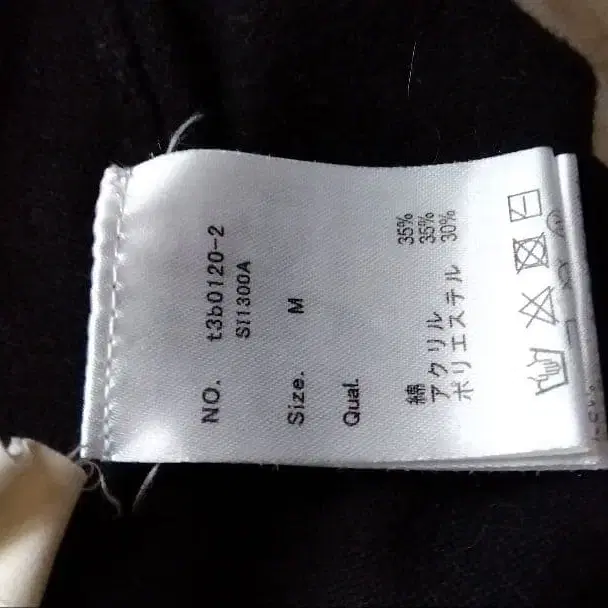 NO. t3b0120-2
SI1300A
Size. M
Qual.
綿 35%
アクリル 35%
ポリエステル 30%